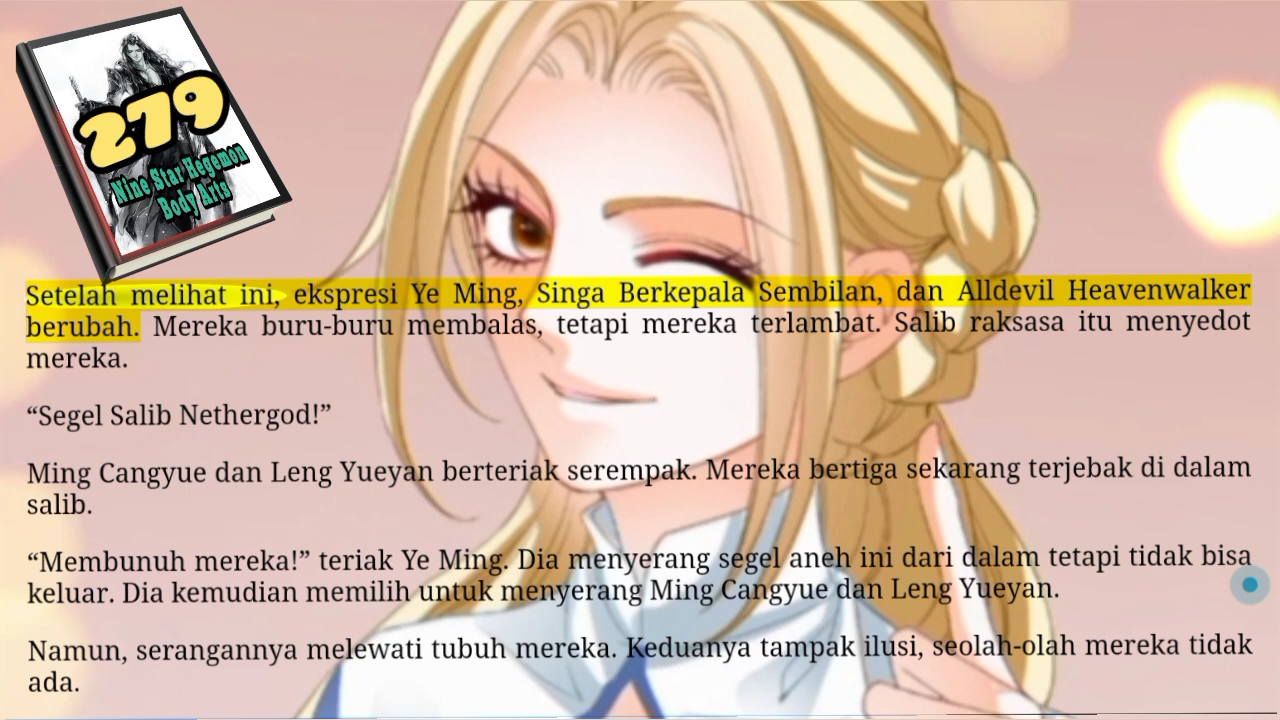 279
Nine Star Hegemon
Body Arts
Setelah melihat ini, ekspresi Ye Ming, Singa Berkepala Sembilan, dan Alldevil Heavenwalker
berubah. Mereka buru-buru membalas, tetapi mereka terlambat. Salib raksasa itu menyedot
mereka.
“Segel Salib Nethergod!”
Ming Cangyue dan Leng Yueyan berteriak serempak. Mereka bertiga sekarang terjebak di dalam
salib.
“Membunuh mereka!” teriak Ye Ming. Dia menyerang segel aneh ini dari dalam tetapi tidak bisa
keluar. Dia kemudian memilih untuk menyerang Ming Cangyue dan Leng Yueyan.
Namun, serangannya melewati tubuh mereka. Keduanya tampak ilusi, seolah-olah mereka tidak
ada.